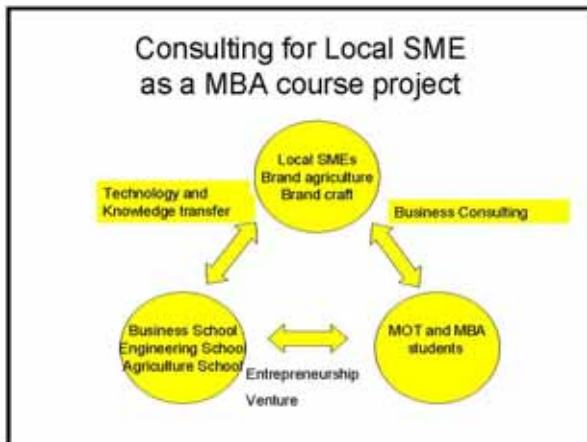 Consulting for Local SME
as a MBA course project
Local SMEs
Brand agriculture
Brand craft
Technology and
Knowledge transfer
Business Consulting
Business School
Engineering School
Agriculture School
MOT and MBA
students
Entrepreneurship
Venture